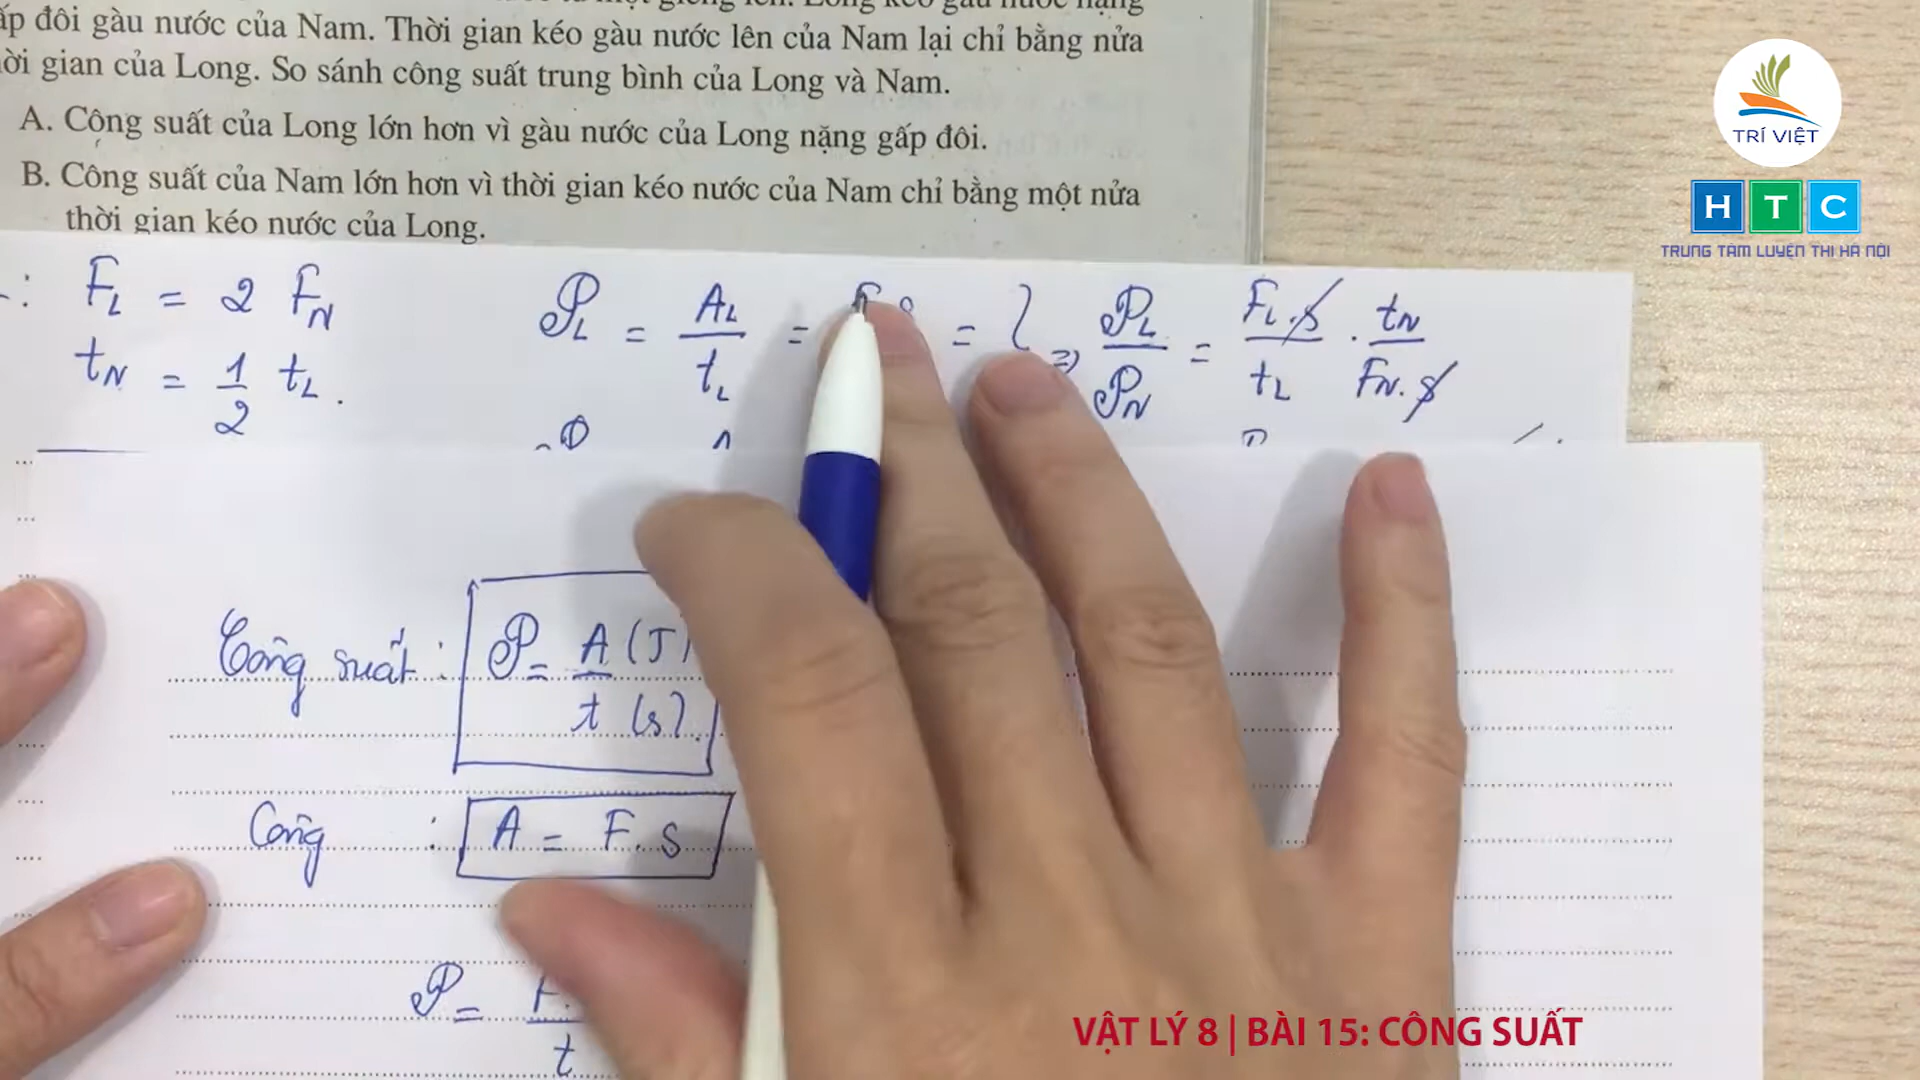 ấp đôi gàu nước của Nam. Thời gian kéo gàu nước lên của Nam lại chỉ bằng nửa
ời gian của Long. So sánh công suất trung bình của Long và Nam.
A. Công suất của Long lớn hơn vì gàu nước của Long nặng gấp đôi.
B. Công suất của Nam lớn hơn vì thời gian kéo nước của Nam chỉ bằng một nửa
thời gian kéo nước của Long.
F_L = 2 F_N
t_N = 1/2 t_L.
𝒫_L = A_L / t_L =
=> 𝒫_L / 𝒫_N = F_L.s / t_L . t_N / F_N.s
Công suất : 𝒫 = A (J) / t (s)
Công : A = F.s
𝒫 = F. / t
TRÍ VIỆT
HTC
TRUNG TÂM LUYỆN THI HÀ NỘI
VẬT LÝ 8 | BÀI 15: CÔNG SUẤT